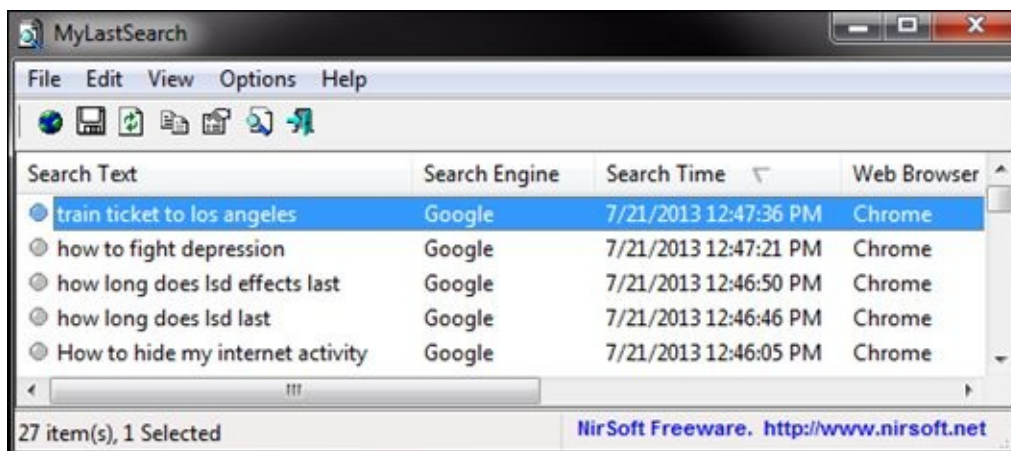 MyLastSearch
File Edit View Options Help
Search Text Search Engine Search Time Web Browser
train ticket to los angeles Google 7/21/2013 12:47:36 PM Chrome
how to fight depression Google 7/21/2013 12:47:21 PM Chrome
how long does lsd effects last Google 7/21/2013 12:46:50 PM Chrome
how long does lsd last Google 7/21/2013 12:46:46 PM Chrome
How to hide my internet activity Google 7/21/2013 12:46:05 PM Chrome
27 item(s), 1 Selected NirSoft Freeware. http://www.nirsoft.net